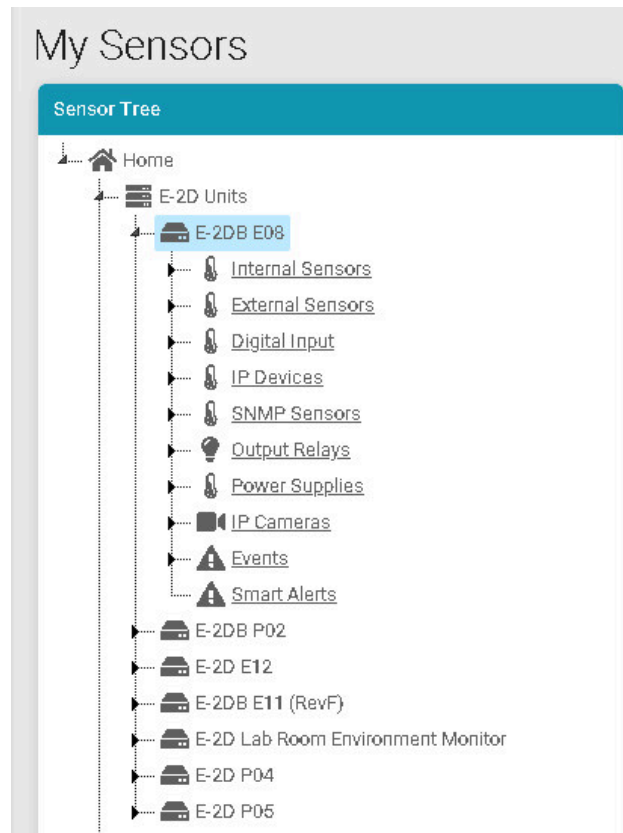 My Sensors
Sensor Tree
Home
E-2D Units
E-2DB E08
Internal Sensors
External Sensors
Digital Input
IP Devices
SNMP Sensors
Output Relays
Power Supplies
IP Cameras
Events
Smart Alerts
E-2DB P02
E-2D E12
E-2DB E11 (RevF)
E-2D Lab Room Environment Monitor
E-2D P04
E-2D P05